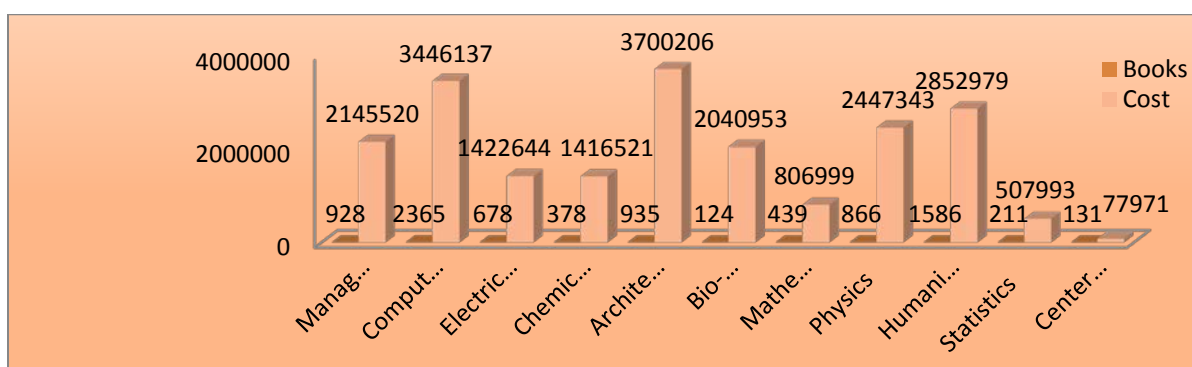 4000000
2000000
0
2145520
3446137
1422644
1416521
3700206
2040953
806999
2447343
2852979
507993
77971
928
2365
678
378
935
124
439
866
1586
211
131
Manag...
Comput...
Electric...
Chemic...
Archite...
Bio-...
Mathe...
Physics
Humani...
Statistics
Center...
Books
Cost